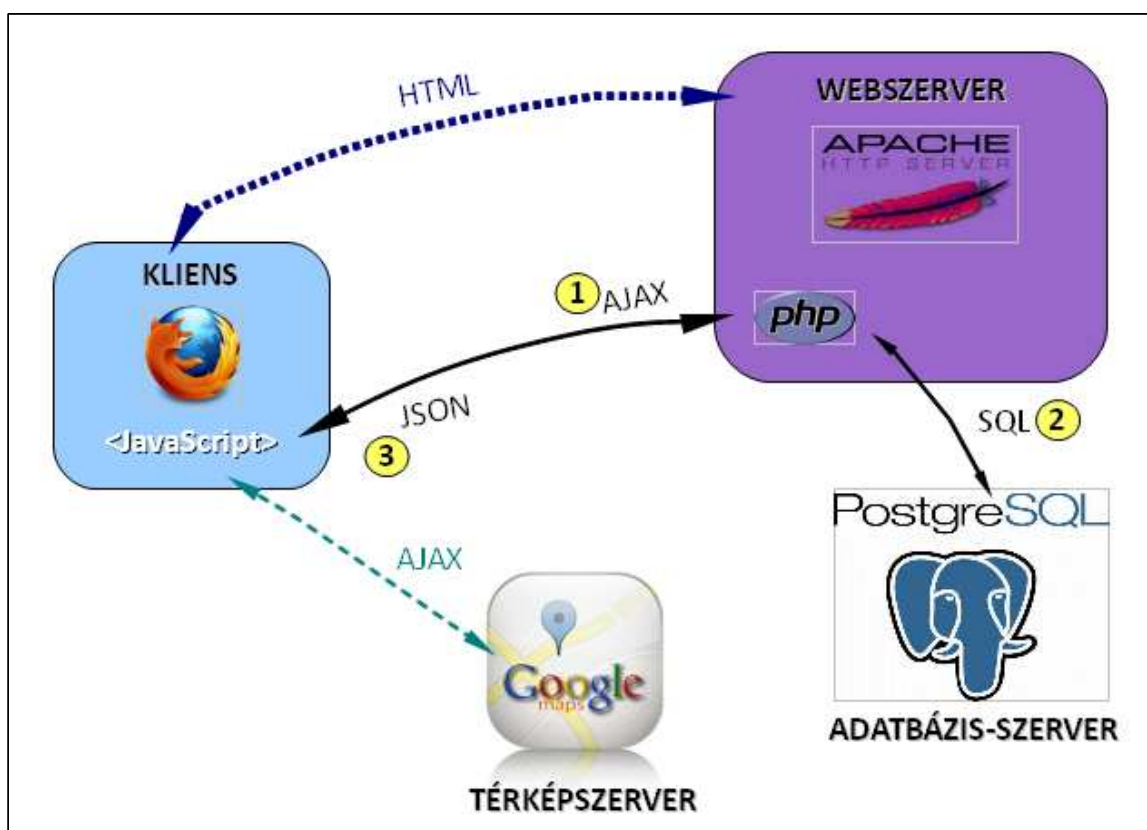 HTML
WEBSZERVER
APACHE
HTTP SERVER
KLIENS
1 AJAX
php
JSON
3
<JavaScript>
SQL 2
PostgreSQL
AJAX
Google
maps
ADATBÁZIS-SZERVER
TÉRKÉPSZERVER